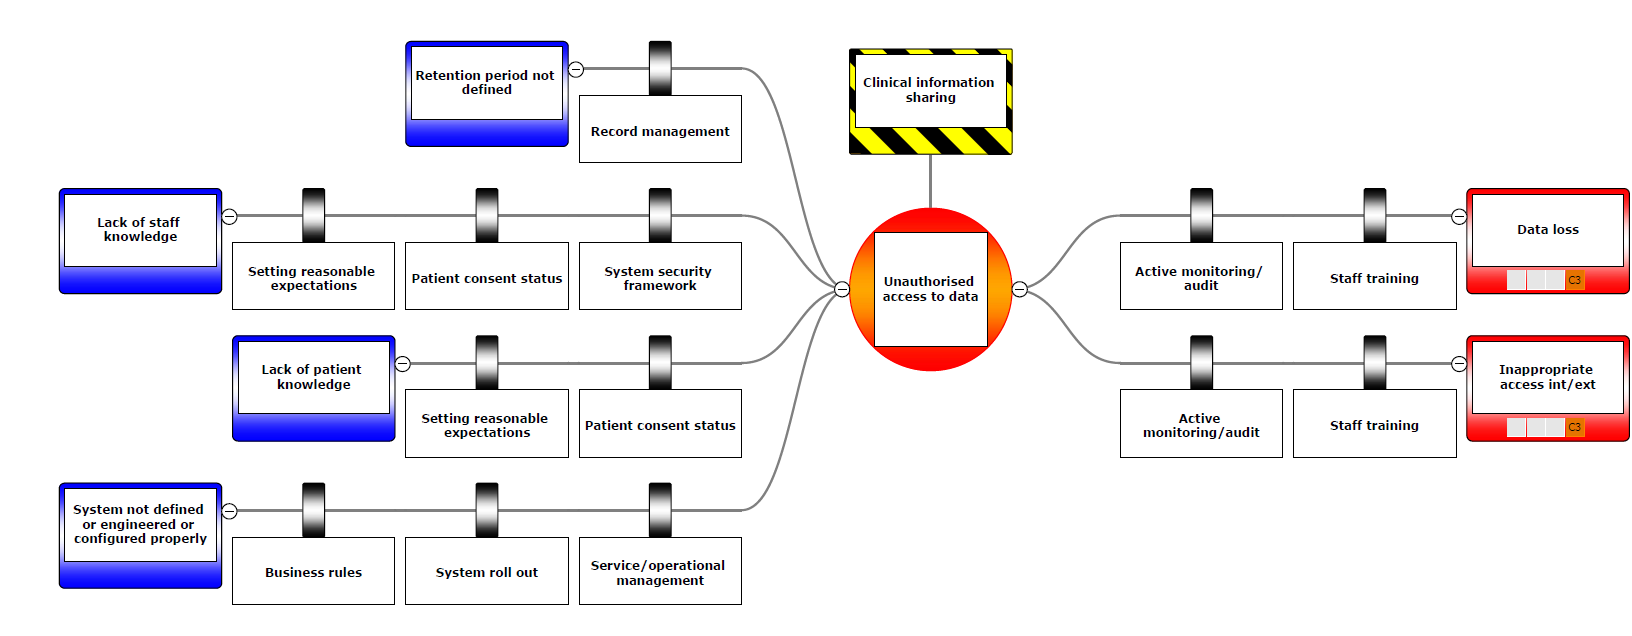 Retention period not
defined
Record management
Clinical information
sharing
Lack of staff
knowledge
Setting reasonable
expectations
Patient consent status
System security
framework
Unauthorised
access to data
Active monitoring/
audit
Staff training
Data loss
C3
Lack of patient
knowledge
Setting reasonable
expectations
Patient consent status
Active
monitoring/audit
Staff training
Inappropriate
access int/ext
C3
System not defined
or engineered or
configured properly
Business rules
System roll out
Service/operational
management